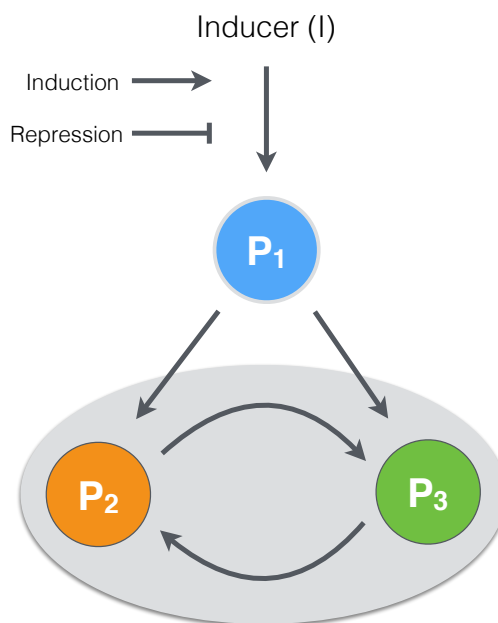 Inducer (I)
Induction
Repression
P₁
P₂
P₃